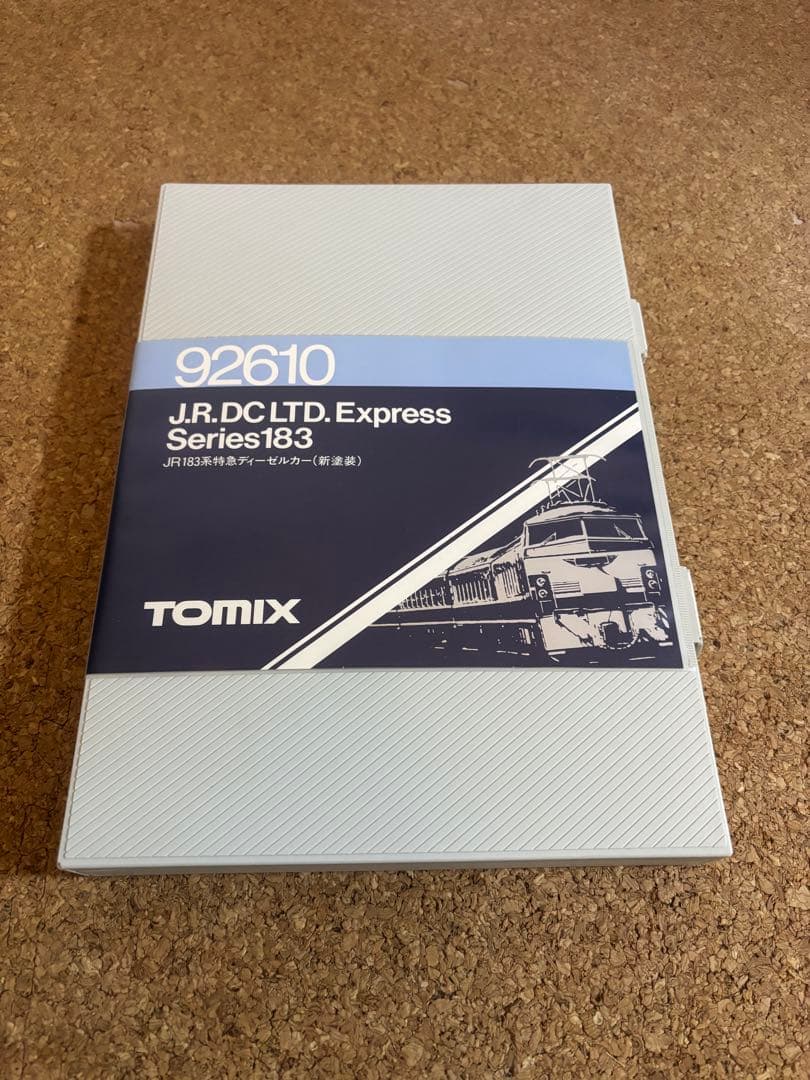 92610
J.R.DC LTD. Express
Series183
JR183系特急ディーゼルカー(新塗装)
TOMIX